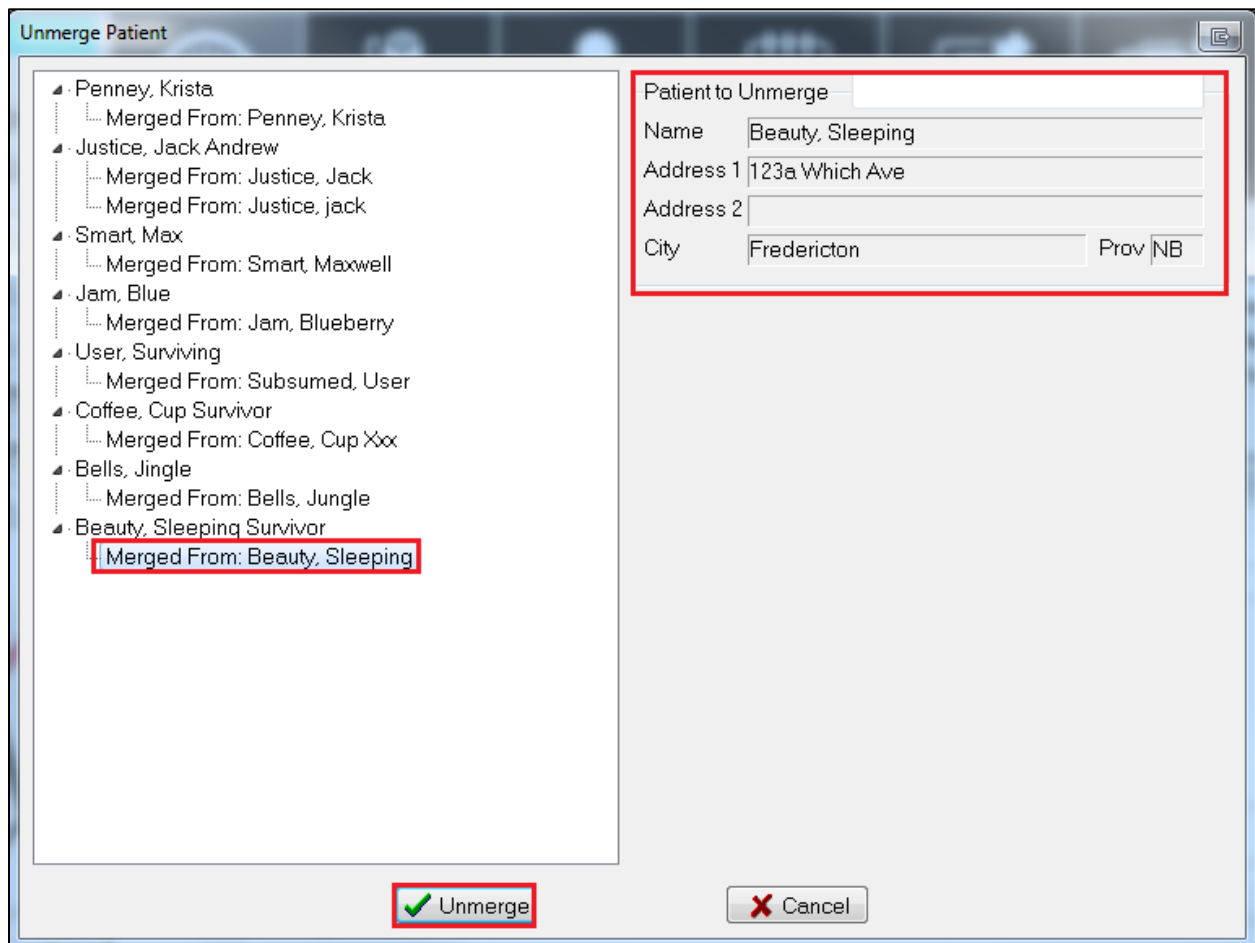 Unmerge Patient
Penney, Krista
Merged From: Penney, Krista
Justice, Jack Andrew
Merged From: Justice, Jack
Merged From: Justice, jack
Smart, Max
Merged From: Smart, Maxwell
Jam, Blue
Merged From: Jam, Blueberry
User, Surviving
Merged From: Subsumed, User
Coffee, Cup Survivor
Merged From: Coffee, Cup Xxx
Bells, Jingle
Merged From: Bells, Jungle
Beauty, Sleeping Survivor
Merged From: Beauty, Sleeping
Patient to Unmerge
Name Beauty, Sleeping
Address 1 123a Which Ave
Address 2
City Fredericton Prov NB
Unmerge Cancel